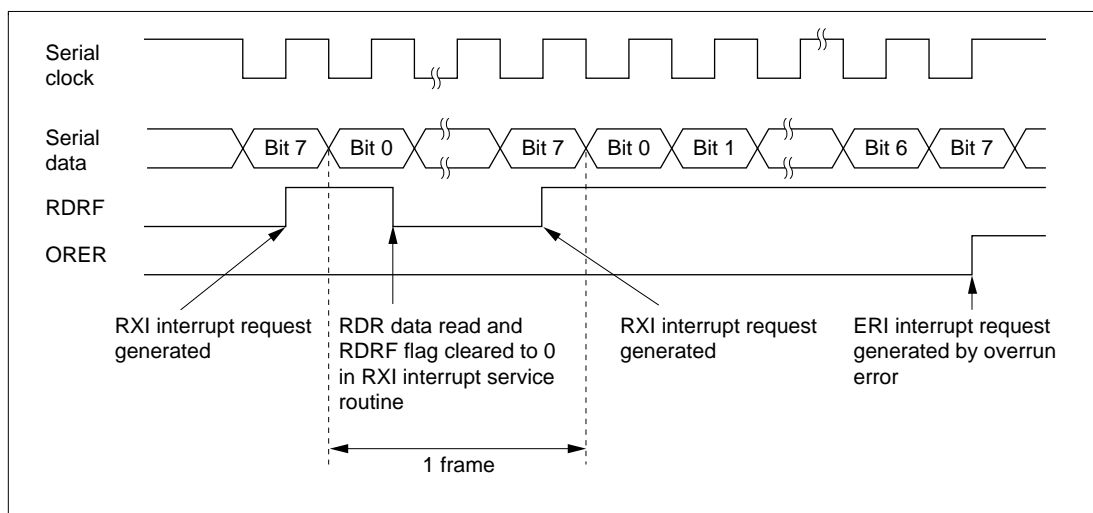 Serial
clock
Serial
data
Bit 7
Bit 0
Bit 7
Bit 0
Bit 1
Bit 6
Bit 7
RDRF
ORER
RXI interrupt request
generated
RDR data read and
RDRF flag cleared to 0
in RXI interrupt service
routine
RXI interrupt request
generated
ERI interrupt request
generated by overrun
error
1 frame